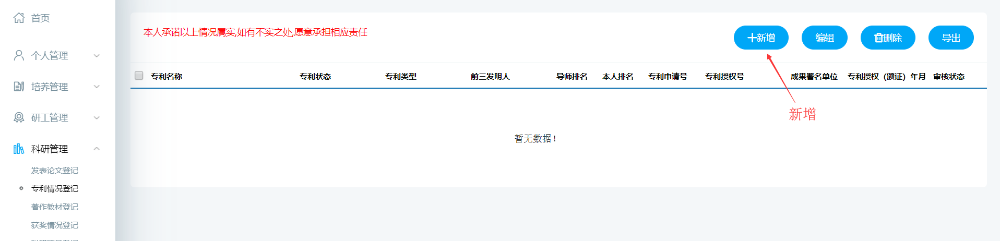 首页
个人管理
培养管理
研工管理
科研管理
发表论文登记
专利情况登记
著作教材登记
获奖情况登记
本人承诺以上情况属实,如有不实之处,愿意承担相应责任
新增 编辑 删除 导出
专利名称 专利状态 专利类型 前三发明人 导师排名 本人排名 专利申请号 专利授权号 成果署名单位 专利授权（颁证）年月 审核状态
新增
暂无数据！